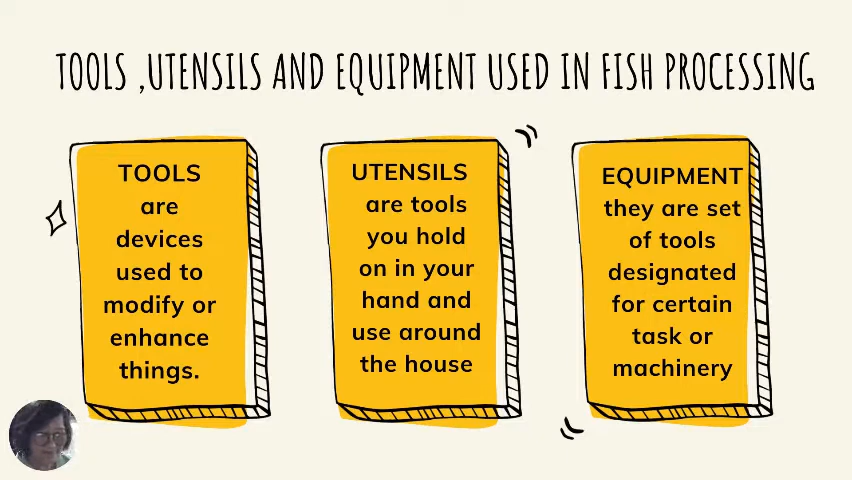 TOOLS ,UTENSILS AND EQUIPMENT USED IN FISH PROCESSING
TOOLS
are
devices
used to
modify or
enhance
things.
UTENSILS
are tools
you hold
on in your
hand and
use around
the house
EQUIPMENT
they are set
of tools
designated
for certain
task or
machinery